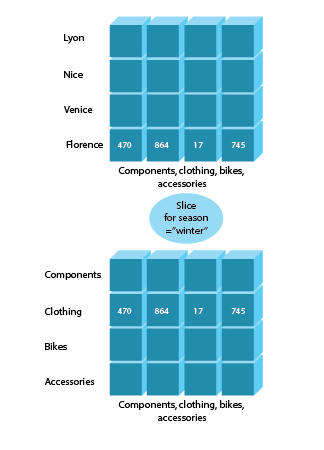 Lyon
Nice
Venice
Florence 470 864 17 745
Components, clothing, bikes,
accessories
Slice
for season
="winter"
Components
Clothing 470 864 17 745
Bikes
Accessories
Components, clothing, bikes,
accessories